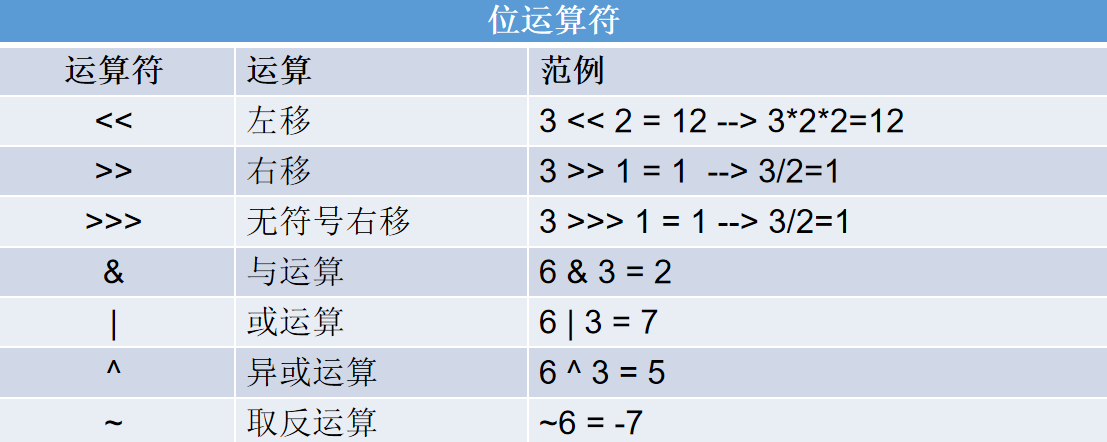 位运算符
运算符 运算 范例
<< 左移 3 << 2 = 12 --> 3*2*2=12
>> 右移 3 >> 1 = 1 --> 3/2=1
>>> 无符号右移 3 >>> 1 = 1 --> 3/2=1
& 与运算 6 & 3 = 2
| 或运算 6 | 3 = 7
^ 异或运算 6 ^ 3 = 5
~ 取反运算 ~6 = -7